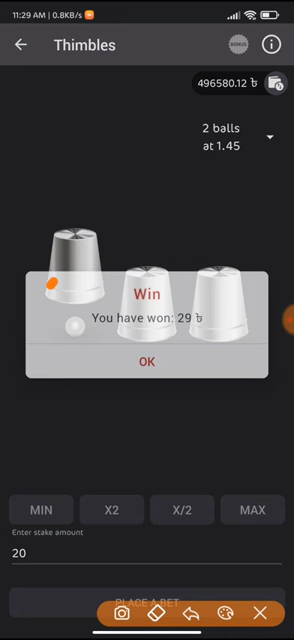 11:29 AM | 0.8KB/s
Thimbles
BONUS
496580.12 ৳
2 balls
at 1.45
Win
You have won: 29 ৳
OK
MIN
X2
X/2
MAX
Enter stake amount
20
PLACE A BET